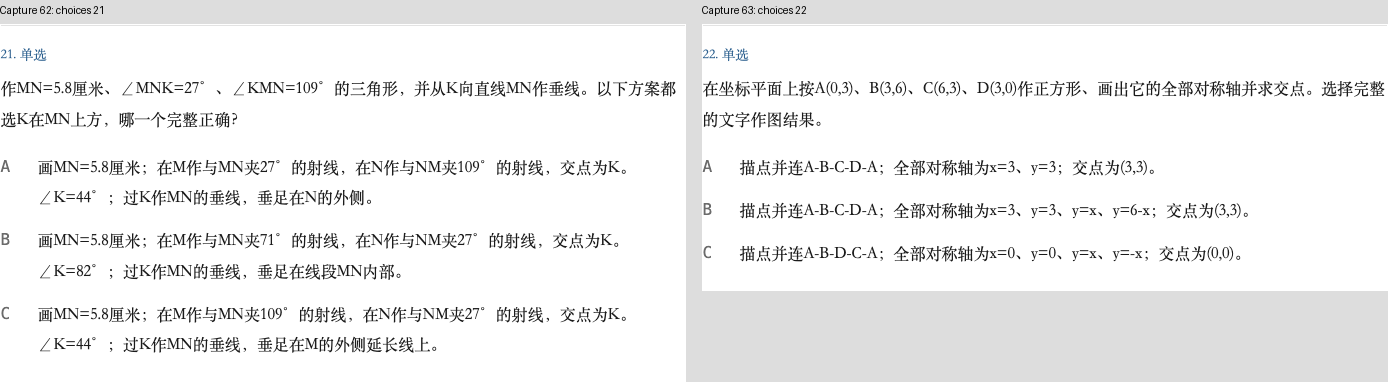 Capture 62: choices 21
21. 单选
作MN=5.8厘米、∠MNK=27°、∠KMN=109°的三角形，并从K向直线MN作垂线。以下方案都
选K在MN上方，哪一个完整正确?
A 画MN=5.8厘米；在M作与MN夹27°的射线，在N作与NM夹109°的射线，交点为K。
∠K=44°；过K作MN的垂线，垂足在N的外侧。
B 画MN=5.8厘米；在M作与MN夹71°的射线，在N作与NM夹27°的射线，交点为K。
∠K=82°；过K作MN的垂线，垂足在线段MN内部。
C 画MN=5.8厘米；在M作与MN夹109°的射线，在N作与NM夹27°的射线，交点为K。
∠K=44°；过K作MN的垂线，垂足在M的外侧延长线上。
Capture 63: choices 22
22. 单选
在坐标平面上按A(0,3)、B(3,6)、C(6,3)、D(3,0)作正方形、画出它的全部对称轴并求交点。选择完整
的文字作图结果。
A 描点并连A-B-C-D-A；全部对称轴为x=3、y=3；交点为(3,3)。
B 描点并连A-B-C-D-A；全部对称轴为x=3、y=3、y=x、y=6-x；交点为(3,3)。
C 描点并连A-B-D-C-A；全部对称轴为x=0、y=0、y=x、y=-x；交点为(0,0)。